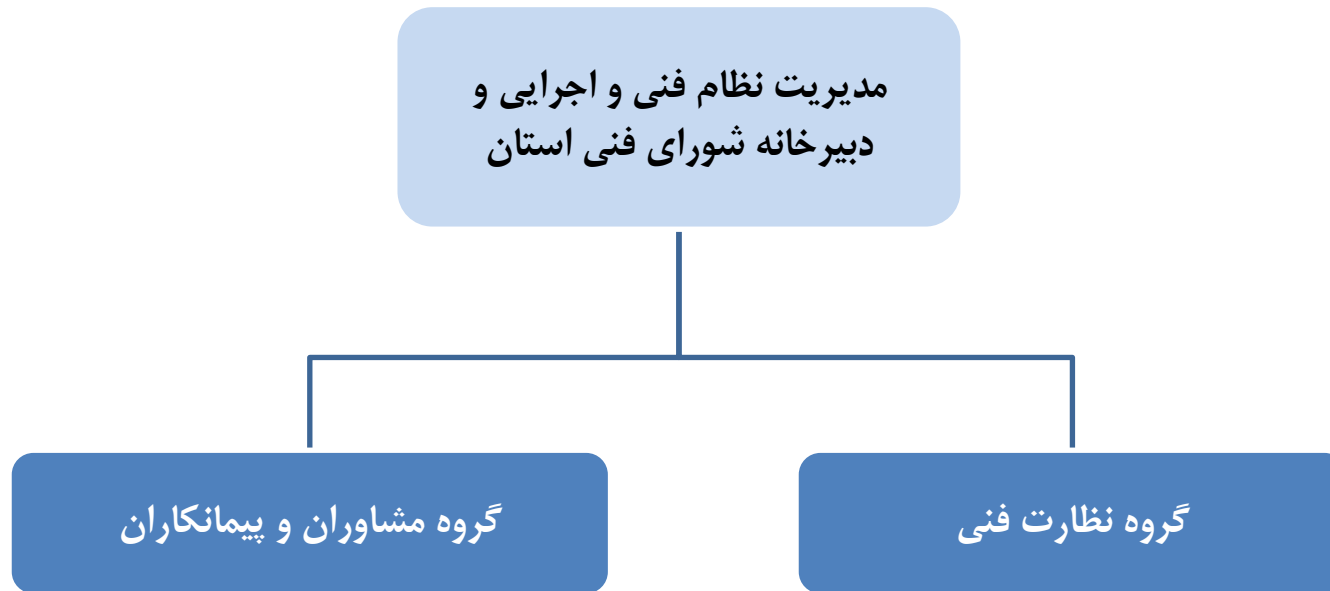 مدیریت نظام فنی و اجرایی و
دبیرخانه شورای فنی استان
گروه نظارت فنی
گروه مشاوران و پیمانکاران